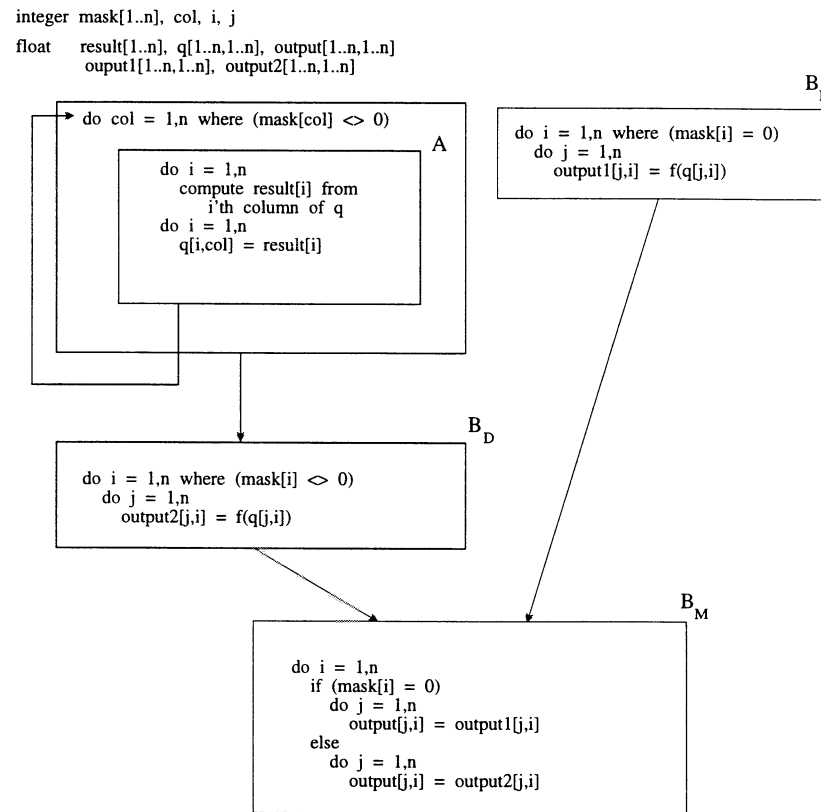 integer mask[1..n], col, i, j
float result[1..n], q[1..n,1..n], output[1..n,1..n]
ouput1[1..n,1..n], output2[1..n,1..n]
do col = 1,n where (mask[col] <> 0)
A
do i = 1,n
compute result[i] from
i'th column of q
do i = 1,n
q[i,col] = result[i]
B
do i = 1,n where (mask[i] = 0)
do j = 1,n
output1[j,i] = f(q[j,i])
B_D
do i = 1,n where (mask[i] <> 0)
do j = 1,n
output2[j,i] = f(q[j,i])
B_M
do i = 1,n
if (mask[i] = 0)
do j = 1,n
output[j,i] = output1[j,i]
else
do j = 1,n
output[j,i] = output2[j,i]